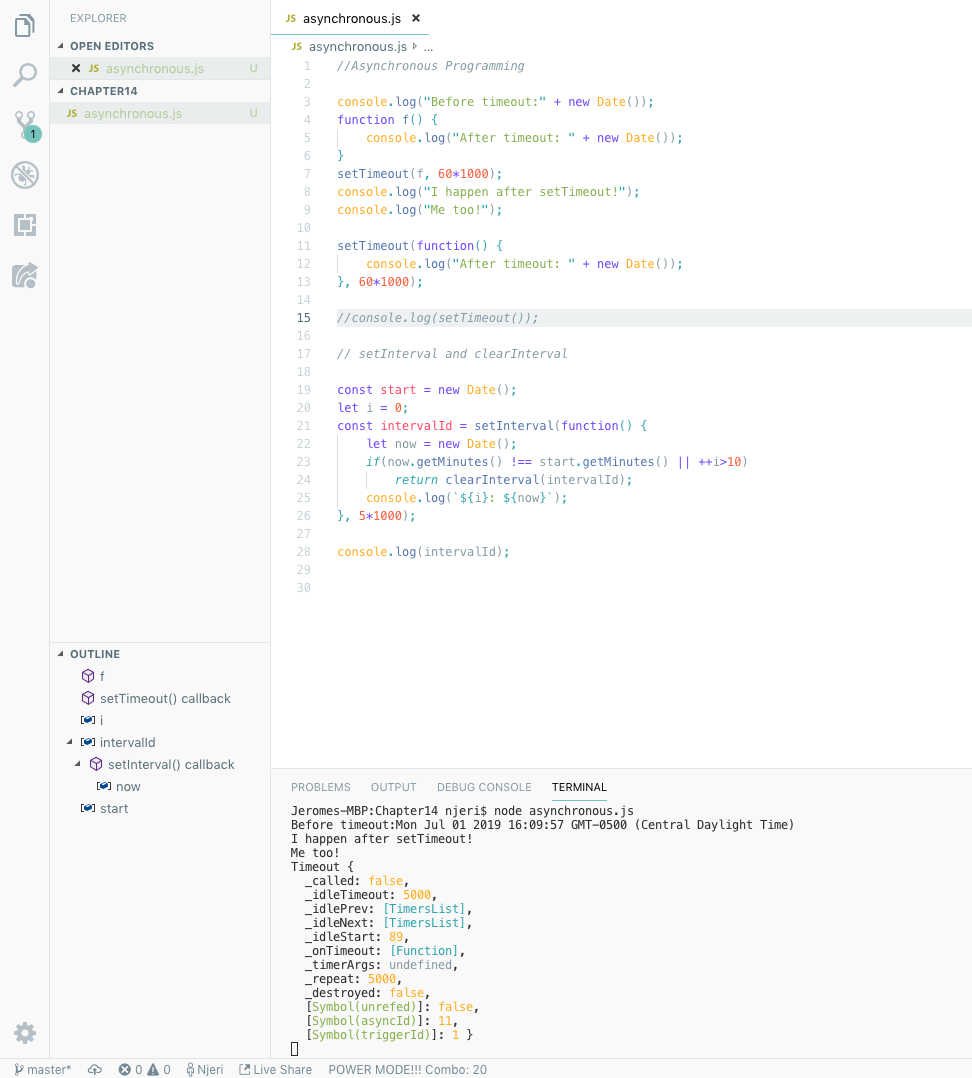 EXPLORER
OPEN EDITORS
JS asynchronous.js U
CHAPTER14
JS asynchronous.js U
1
OUTLINE
f
setTimeout() callback
i
intervalId
setInterval() callback
now
start
JS asynchronous.js
JS asynchronous.js ...
1 //Asynchronous Programming
2
3 console.log("Before timeout:" + new Date());
4 function f() {
5     console.log("After timeout: " + new Date());
6 }
7 setTimeout(f, 60*1000);
8 console.log("I happen after setTimeout!");
9 console.log("Me too!");
10
11 setTimeout(function() {
12     console.log("After timeout: " + new Date());
13 }, 60*1000);
14
15 //console.log(setTimeout());
16
17 // setInterval and clearInterval
18
19 const start = new Date();
20 let i = 0;
21 const intervalId = setInterval(function() {
22     let now = new Date();
23     if(now.getMinutes() !== start.getMinutes() || ++i>10)
24         return clearInterval(intervalId);
25     console.log(`${i}: ${now}`);
26 }, 5*1000);
27
28 console.log(intervalId);
29
30
PROBLEMS OUTPUT DEBUG CONSOLE TERMINAL
Jeromes-MBP:Chapter14 njeri$ node asynchronous.js
Before timeout:Mon Jul 01 2019 16:09:57 GMT-0500 (Central Daylight Time)
I happen after setTimeout!
Me too!
Timeout {
  _called: false,
  _idleTimeout: 5000,
  _idlePrev: [TimersList],
  _idleNext: [TimersList],
  _idleStart: 89,
  _onTimeout: [Function],
  _timerArgs: undefined,
  _repeat: 5000,
  _destroyed: false,
  [Symbol(unrefed)]: false,
  [Symbol(asyncId)]: 11,
  [Symbol(triggerId)]: 1 }
master* 0 0 Njeri Live Share POWER MODE!!! Combo: 20